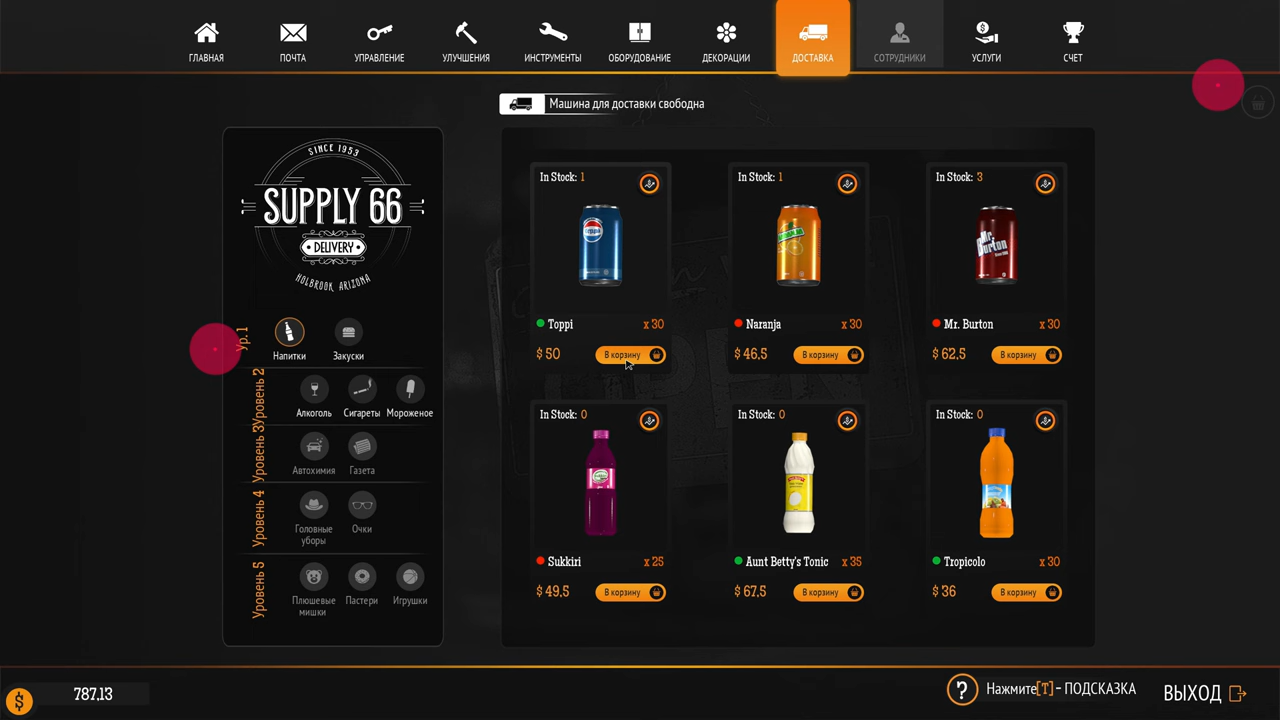 ГЛАВНАЯ
ПОЧТА
УПРАВЛЕНИЕ
УЛУЧШЕНИЯ
ИНСТРУМЕНТЫ
ОБОРУДОВАНИЕ
ДЕКОРАЦИИ
ДОСТАВКА
СОТРУДНИКИ
УСЛУГИ
СЧЕТ
Машина для доставки свободна
SINCE 1953
SUPPLY 66
DELIVERY
HOLBROOK ARIZONA
Ур. 1
Напитки
Закуски
Уровень 2
Алкоголь
Сигареты
Мороженое
Уровень 3
Автохимия
Газета
Уровень 4
Головные
уборы
Очки
Уровень 5
Плюшевые
мишки
Пастери
Игрушки
In Stock: 1
Toppi x 30
$ 50 В корзину
In Stock: 1
Naranja x 30
$ 46,5 В корзину
In Stock: 3
Mr. Burton
Mr. Burton x 30
$ 62,5 В корзину
In Stock: 0
Sukkiri x 25
$ 49,5 В корзину
In Stock: 0
Aunt Betty's Tonic x 35
$ 67,5 В корзину
In Stock: 0
Tropicolo x 30
$ 36 В корзину
$ 787,13
? Нажмите[T]- ПОДСКАЗКА
ВЫХОД